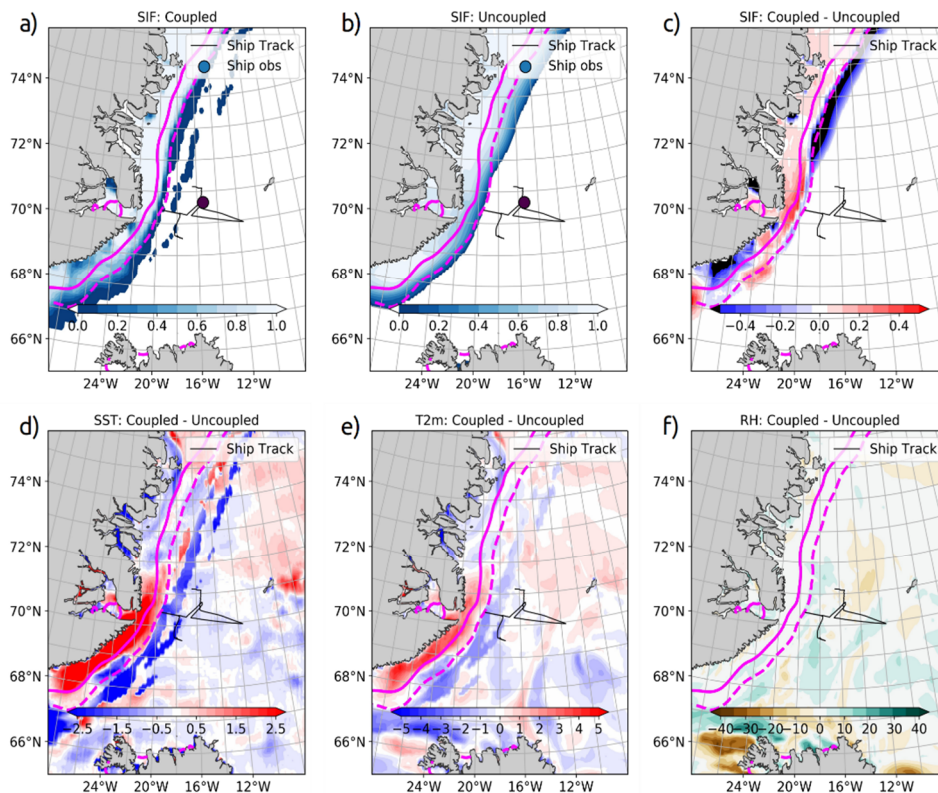 a) SIF: Coupled
Ship Track
Ship obs
74°N
72°N
70°N
68°N
66°N
0.0 0.2 0.4 0.6 0.8 1.0
24°W 20°W 16°W 12°W
b) SIF: Uncoupled
Ship Track
Ship obs
74°N
72°N
70°N
68°N
66°N
0.0 0.2 0.4 0.6 0.8 1.0
24°W 20°W 16°W 12°W
c) SIF: Coupled - Uncoupled
Ship Track
74°N
72°N
70°N
68°N
66°N
−0.4 −0.2 0.0 0.2 0.4
24°W 20°W 16°W 12°W
d) SST: Coupled - Uncoupled
Ship Track
74°N
72°N
70°N
68°N
66°N
−2.5 −1.5 −0.5 0.5 1.5 2.5
24°W 20°W 16°W 12°W
e) T2m: Coupled - Uncoupled
Ship Track
74°N
72°N
70°N
68°N
66°N
−5 −4 −3 −2 −1 0 1 2 3 4 5
24°W 20°W 16°W 12°W
f) RH: Coupled - Uncoupled
Ship Track
74°N
72°N
70°N
68°N
66°N
−40 −30 −20 −10 0 10 20 30 40
24°W 20°W 16°W 12°W